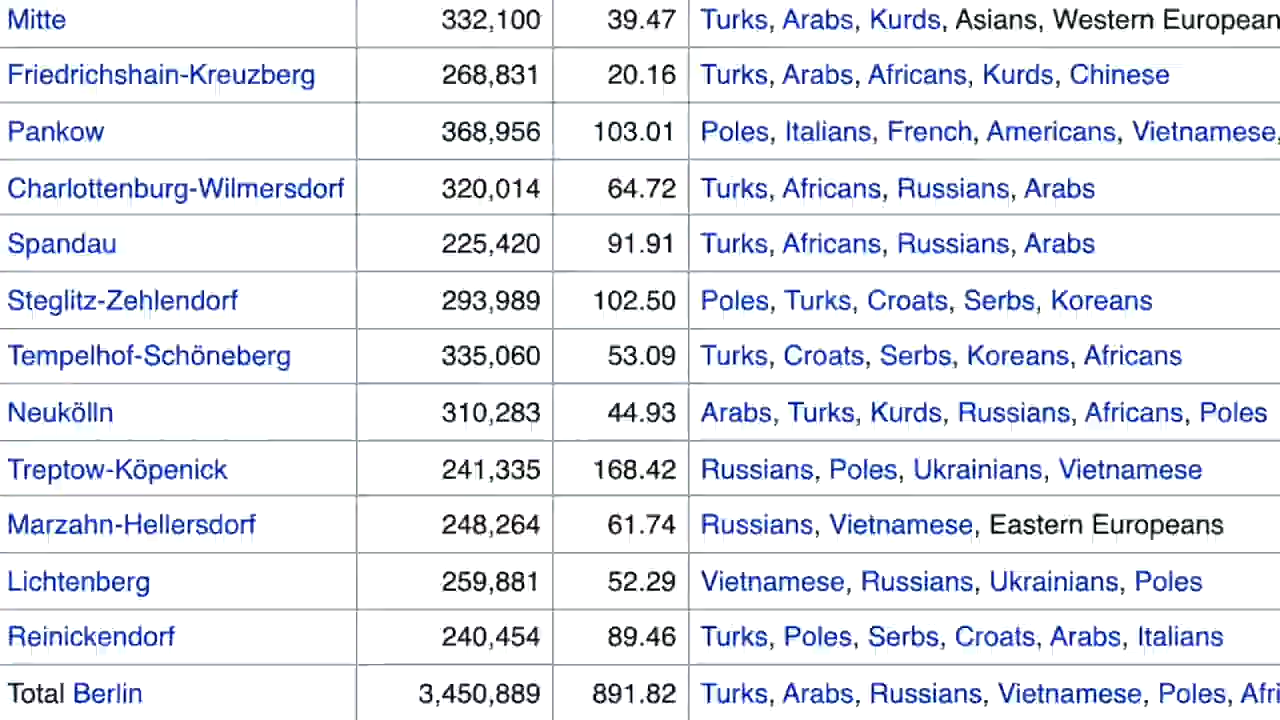 Mitte 332,100 39.47 Turks, Arabs, Kurds, Asians, Western European
Friedrichshain-Kreuzberg 268,831 20.16 Turks, Arabs, Africans, Kurds, Chinese
Pankow 368,956 103.01 Poles, Italians, French, Americans, Vietnamese,
Charlottenburg-Wilmersdorf 320,014 64.72 Turks, Africans, Russians, Arabs
Spandau 225,420 91.91 Turks, Africans, Russians, Arabs
Steglitz-Zehlendorf 293,989 102.50 Poles, Turks, Croats, Serbs, Koreans
Tempelhof-Schöneberg 335,060 53.09 Turks, Croats, Serbs, Koreans, Africans
Neukölln 310,283 44.93 Arabs, Turks, Kurds, Russians, Africans, Poles
Treptow-Köpenick 241,335 168.42 Russians, Poles, Ukrainians, Vietnamese
Marzahn-Hellersdorf 248,264 61.74 Russians, Vietnamese, Eastern Europeans
Lichtenberg 259,881 52.29 Vietnamese, Russians, Ukrainians, Poles
Reinickendorf 240,454 89.46 Turks, Poles, Serbs, Croats, Arabs, Italians
Total Berlin 3,450,889 891.82 Turks, Arabs, Russians, Vietnamese, Poles, Afri